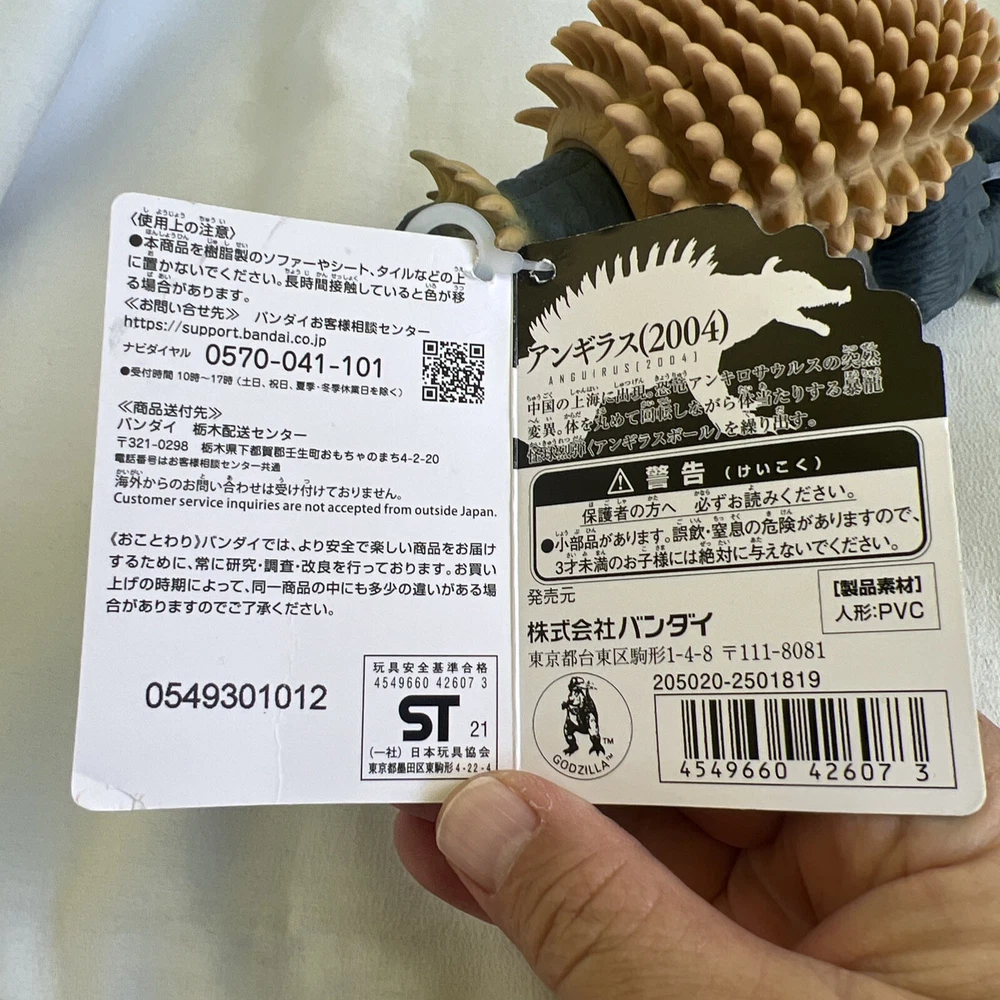 〈使用上の注意〉
●本商品を樹脂製のソファーやシート、タイルなどの上
に置かないでください。長時間接触していると色が移
る場合があります。
≪お問い合せ先≫ バンダイお客様相談センター
https://support.bandai.co.jp
ナビダイヤル 0570-041-101
●受付時間 10時~17時(土日、祝日、夏季・冬季休業日を除く)
≪商品送付先≫
バンダイ 栃木配送センター
〒321-0298 栃木県下都賀郡壬生町おもちゃのまち4-2-20
電話番号はお客様相談センター共通
海外からのお問い合わせは受け付けておりません。
Customer service inquiries are not accepted from outside Japan.
《おことわり》バンダイでは、より安全で楽しい商品をお届け
するために、常に研究・調査・改良を行っております。お買い
上げの時期によって、同一商品の中にも多少の違いがある場
合がありますのでご了承ください。
0549301012
玩具安全基準合格
4549660 42607 3
ST 21
(一社) 日本玩具協会
東京都墨田区東駒形4-22-4
アンギラス(2004)
ANGUIRUS[2004]
中国の上海に出現。恐竜アンキロサウルスの突然
変異。体を丸めて回転しながら体当たりする暴龍
怪球烈弾〈アンギラスボール〉を繰り出す。
⚠ 警告 (けいこく)
保護者の方へ 必ずお読みください。
●小部品があります。誤飲・窒息の危険がありますので、
3才未満のお子様には絶対に与えないでください。
発売元
株式会社バンダイ
東京都台東区駒形1-4-8 〒111-8081
[製品素材]
人形:PVC
205020-2501819
GODZILLA™
4549660 42607 3